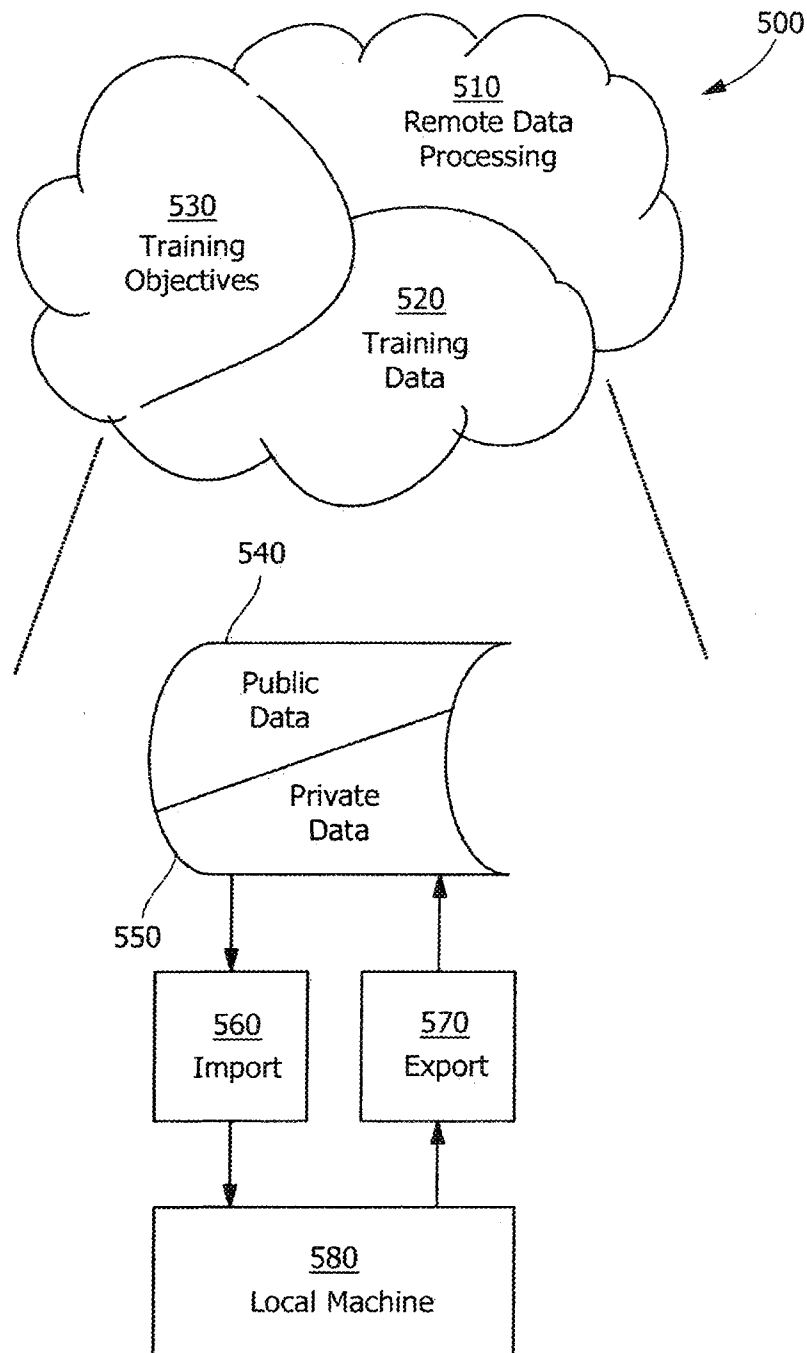 500
510
Remote Data
Processing
530
Training
Objectives
520
Training
Data
540
Public
Data
Private
Data
550
560
Import
570
Export
580
Local Machine